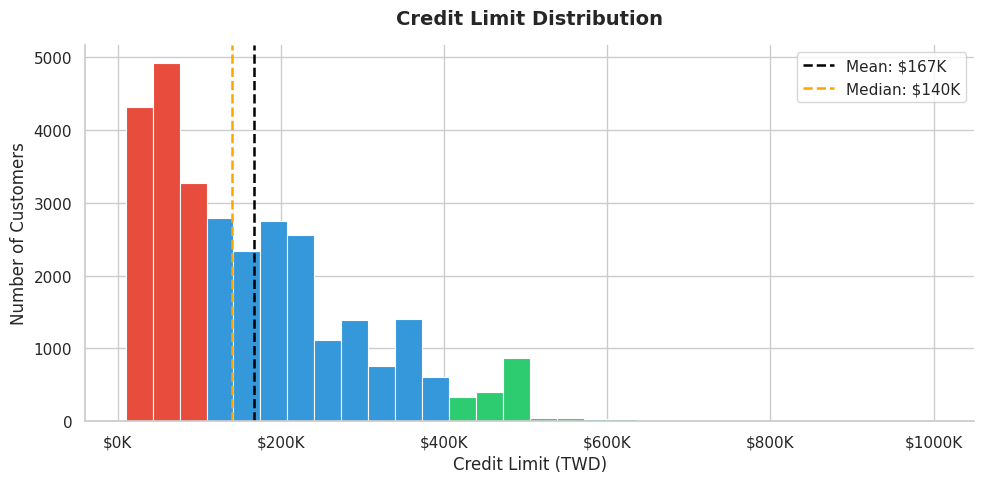 Credit Limit Distribution
Mean: $167K
Median: $140K
Number of Customers
5000
4000
3000
2000
1000
0
$0K $200K $400K $600K $800K $1000K
Credit Limit (TWD)